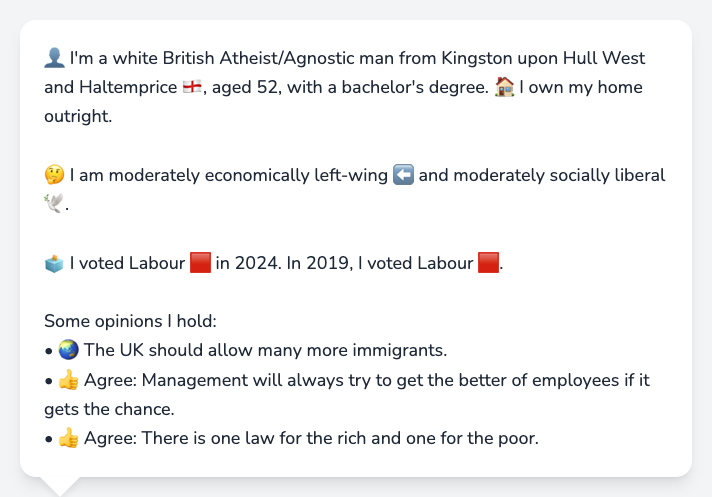 👤 I'm a white British Atheist/Agnostic man from Kingston upon Hull West
and Haltemprice 🏴󠁧󠁢󠁥󠁮󠁧󠁿, aged 52, with a bachelor's degree. 🏠 I own my home
outright.
🤔 I am moderately economically left-wing ⬅️ and moderately socially liberal
🕊️.
🗳️ I voted Labour 🟥 in 2024. In 2019, I voted Labour 🟥.
Some opinions I hold:
• 🌏 The UK should allow many more immigrants.
• 👍 Agree: Management will always try to get the better of employees if it
gets the chance.
• 👍 Agree: There is one law for the rich and one for the poor.